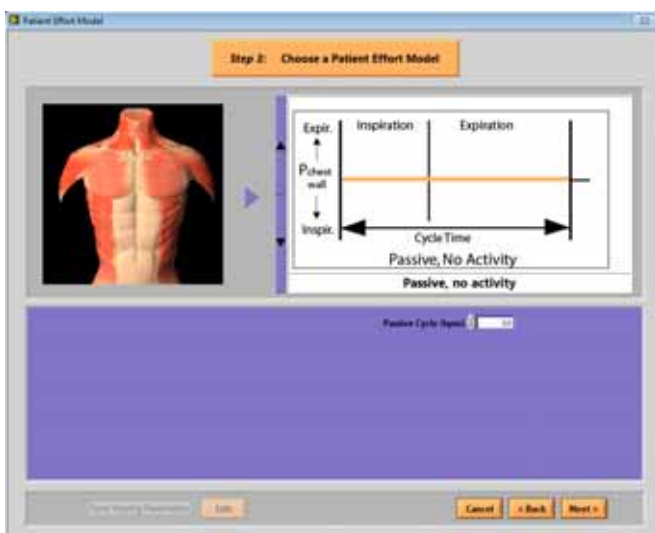 Patient Effort Model
Step 2: Choose a Patient Effort Model
Expir.
Inspiration
Expiration
Pchest
wall
Inspir.
Cycle Time
Passive, No Activity
Passive, no activity
Passive Cycle (bpm)
Edit
Cancel
< Back
Next >